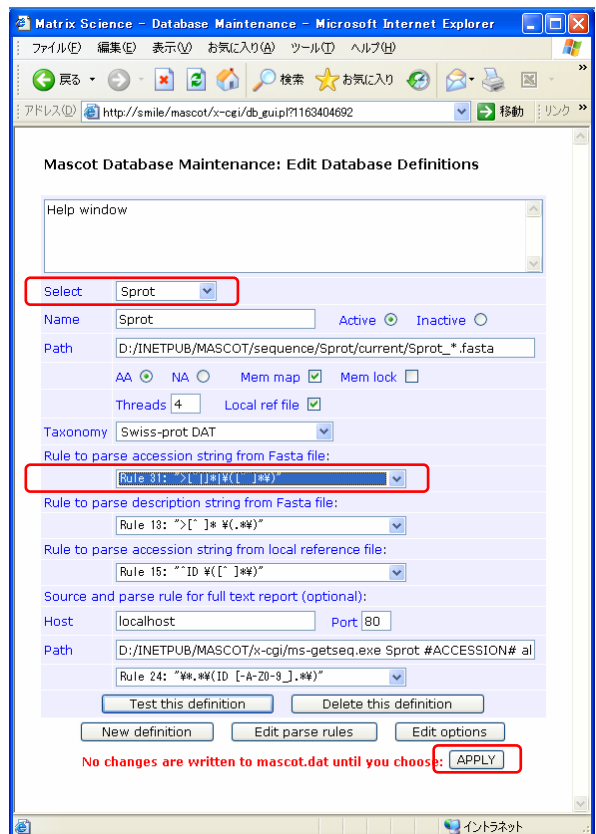 Matrix Science - Database Maintenance - Microsoft Internet Explorer
ファイル(F) 編集(E) 表示(V) お気に入り(A) ツール(T) ヘルプ(H)
戻る 検索 お気に入り »
アドレス(D) http://smile/mascot/x-cgi/db_gui.pl?1163404692 移動 リンク »
Mascot Database Maintenance: Edit Database Definitions
Help window
Select Sprot
Name Sprot Active Inactive
Path D:/INETPUB/MASCOT/sequence/Sprot/current/Sprot_*.fasta
AA NA Mem map Mem lock
Threads 4 Local ref file
Taxonomy Swiss-prot DAT
Rule to parse accession string from Fasta file:
Rule 31: ">[^|]*|¥([^ ]*¥)"
Rule to parse description string from Fasta file:
Rule 13: ">[^ ]* ¥(.*¥)"
Rule to parse accession string from local reference file:
Rule 15: "^ID ¥([^ ]*¥)"
Source and parse rule for full text report (optional):
Host localhost Port 80
Path D:/INETPUB/MASCOT/x-cgi/ms-getseq.exe Sprot #ACCESSION# al
Rule 24: "¥*.*¥(ID [-A-Z0-9_].*¥)"
Test this definition Delete this definition
New definition Edit parse rules Edit options
No changes are written to mascot.dat until you choose: APPLY
イントラネット